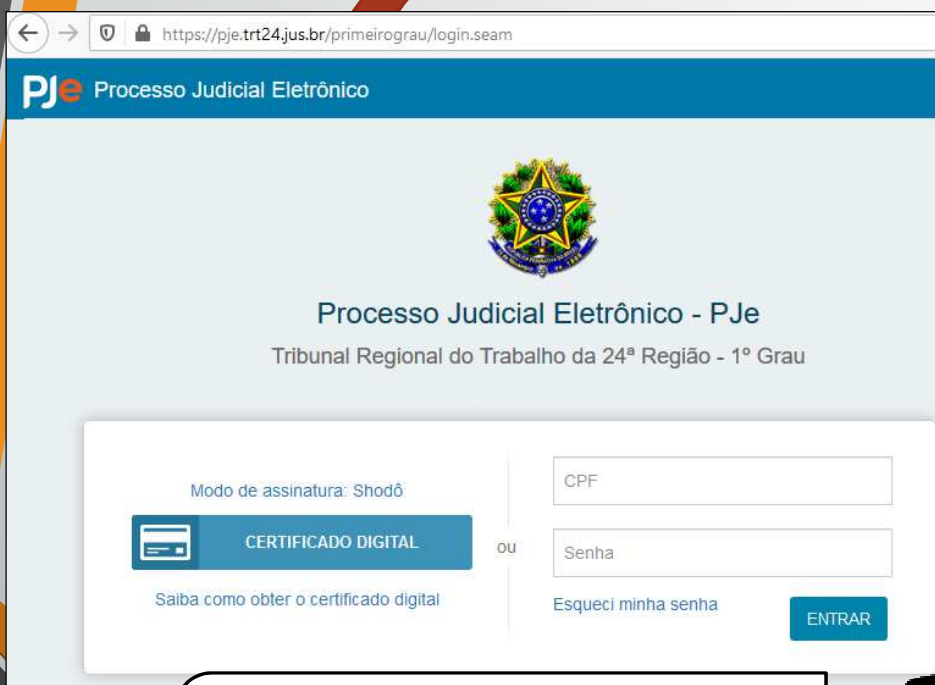 https://pje.trt24.jus.br/primeirograu/login.seam
PJe Processo Judicial Eletrônico
Processo Judicial Eletrônico - PJe
Tribunal Regional do Trabalho da 24ª Região - 1º Grau
Modo de assinatura: Shodô
CERTIFICADO DIGITAL
Saiba como obter o certificado digital
ou
CPF
Senha
Esqueci minha senha
ENTRAR